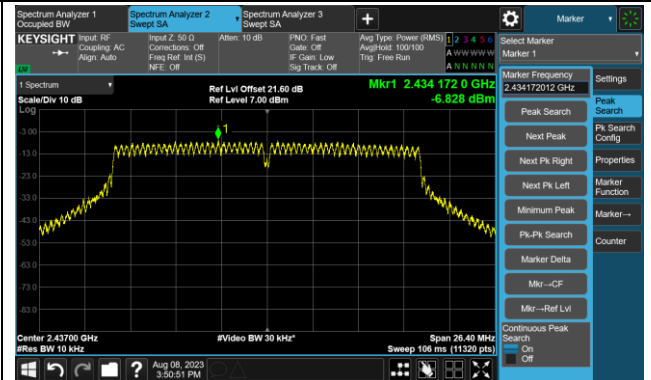 Spectrum Analyzer 1
Occupied BW
Spectrum Analyzer 2
Swept SA
Spectrum Analyzer 3
Swept SA
+
Marker
KEYSIGHT
Input: RF
Coupling: AC
Align: Auto
Input Z: 50 Ω
Corrections: Off
Freq Ref: Int (S)
NFE: Off
Atten: 10 dB
PNO: Fast
Gate: Off
IF Gain: Low
Sig Track: Off
Avg Type: Power (RMS)
Avg|Hold: 100/100
Trig: Free Run
1 2 3 4 5 6
A W W W W W
A N N N N N
Select Marker
Marker 1
1 Spectrum
Scale/Div 10 dB
Log
Ref Lvl Offset 21.60 dB
Ref Level 7.00 dBm
Mkr1 2.434 172 0 GHz
-6.828 dBm
1
-3.00
-13.0
-23.0
-33.0
-43.0
-53.0
-63.0
-73.0
-83.0
Center 2.43700 GHz
#Res BW 10 kHz
#Video BW 30 kHz*
Span 26.40 MHz
Sweep 106 ms (11320 pts)
Marker Frequency
2.434172012 GHz
Peak Search
Next Peak
Next Pk Right
Next Pk Left
Minimum Peak
Pk-Pk Search
Marker Delta
Mkr→CF
Mkr→Ref Lvl
Continuous Peak
Search
On
Off
Settings
Peak
Search
Pk Search
Config
Properties
Marker
Function
Marker→
Counter
?
Aug 08, 2023
3:50:51 PM